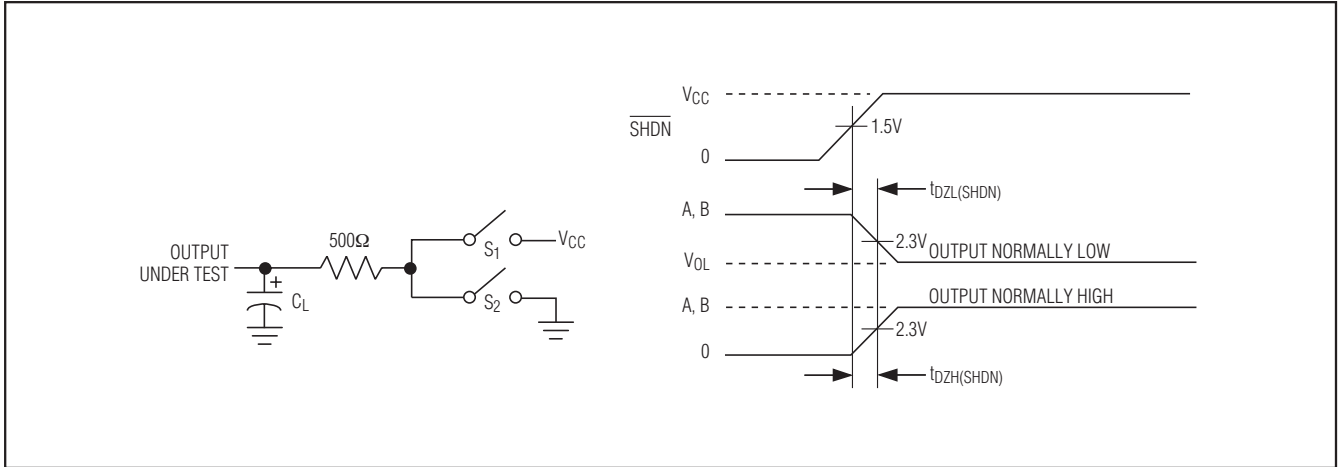 OUTPUT
UNDER TEST
500Ω
+
CL
S1
VCC
S2
VCC
SHDN
1.5V
0
tDZL(SHDN)
A, B
2.3V
OUTPUT NORMALLY LOW
VOL
OUTPUT NORMALLY HIGH
A, B
2.3V
0
tDZH(SHDN)